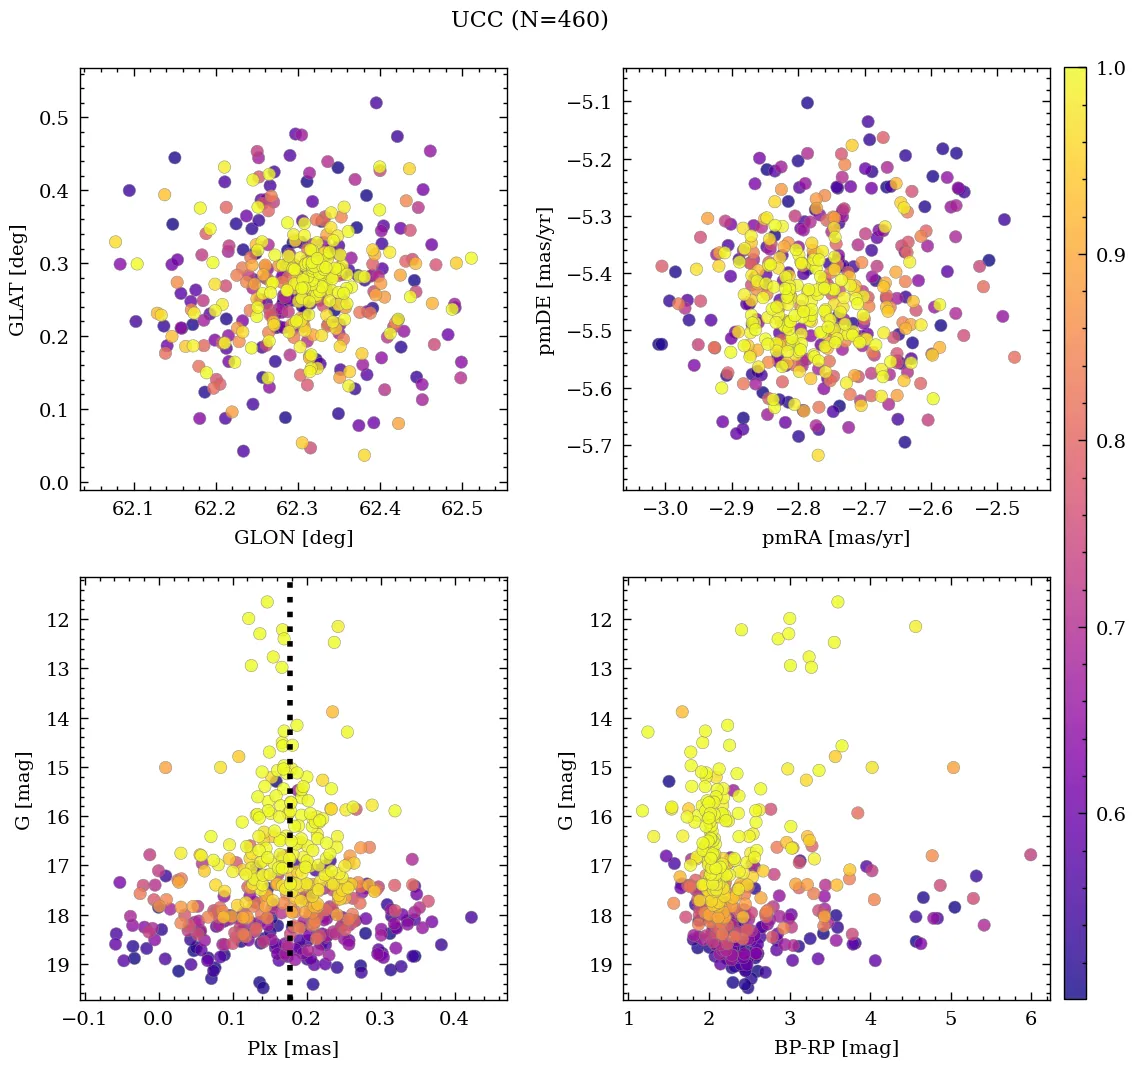 UCC (N=460)
GLAT [deg]
0.5
0.4
0.3
0.2
0.1
0.0
62.1 62.2 62.3 62.4 62.5
GLON [deg]
pmDE [mas/yr]
−5.1
−5.2
−5.3
−5.4
−5.5
−5.6
−5.7
−3.0 −2.9 −2.8 −2.7 −2.6 −2.5
pmRA [mas/yr]
1.0
0.9
0.8
0.7
0.6
G [mag]
12
13
14
15
16
17
18
19
−0.1 0.0 0.1 0.2 0.3 0.4
Plx [mas]
G [mag]
12
13
14
15
16
17
18
19
1 2 3 4 5 6
BP-RP [mag]